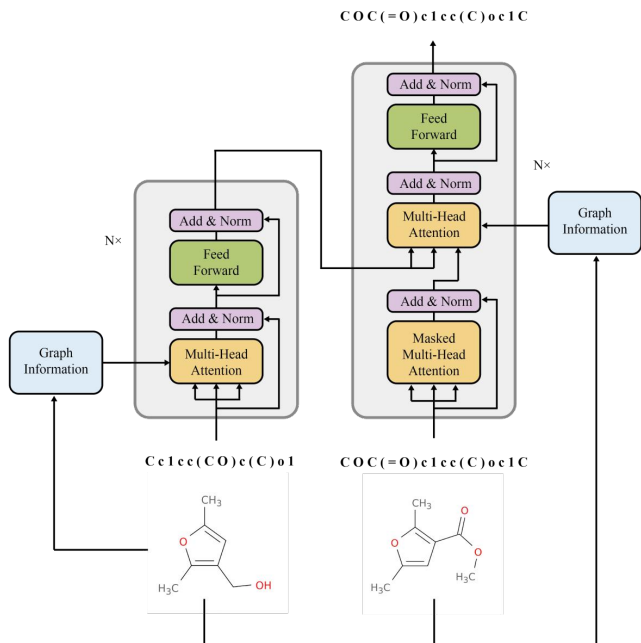 COC(=O)c1cc(C)oc1C
Add & Norm
Feed
Forward
Add & Norm
Multi-Head
Attention
Add & Norm
Masked
Multi-Head
Attention
N×
Graph
Information
N×
Add & Norm
Feed
Forward
Add & Norm
Multi-Head
Attention
Graph
Information
Cc1cc(CO)c(C)o1
COC(=O)c1cc(C)oc1C
CH₃
O
H₃C
OH
CH₃
O
O
O
H₃C
H₃C